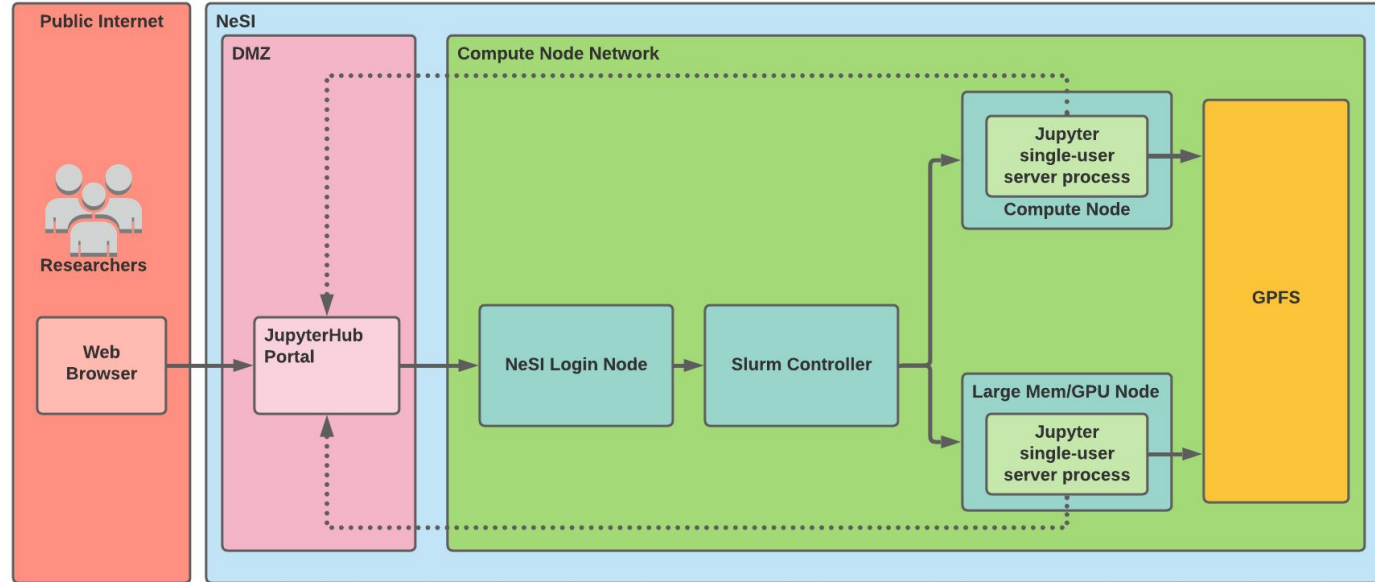 Public Internet
NeSI
DMZ
Compute Node Network
Researchers
Web
Browser
JupyterHub
Portal
NeSI Login Node
Slurm Controller
Jupyter
single-user
server process
Compute Node
Large Mem/GPU Node
Jupyter
single-user
server process
GPFS